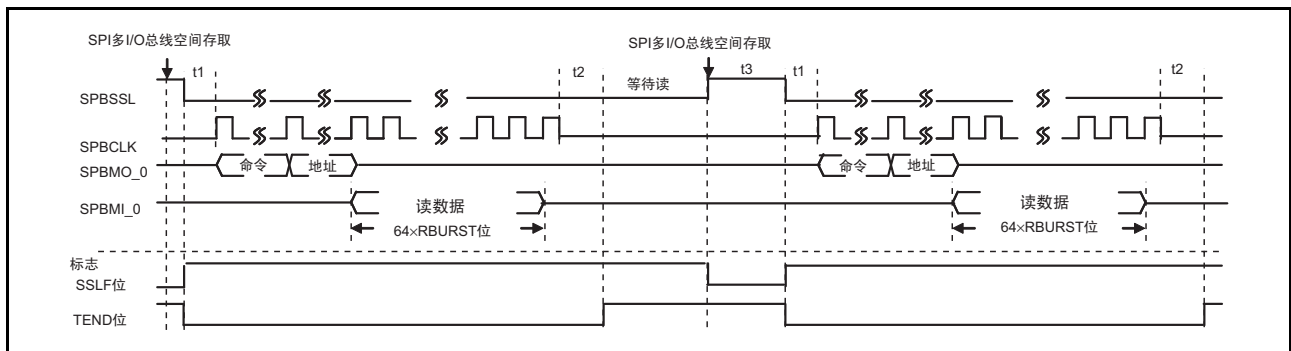 SPI多I/O总线空间存取
SPI多I/O总线空间存取
t1
t2
等待读
t3
t1
t2
SPBSSL
SPBCLK
SPBMO_0
命令
地址
命令
地址
SPBMI_0
读数据
读数据
64×RBURST位
64×RBURST位
标志
SSLF位
TEND位